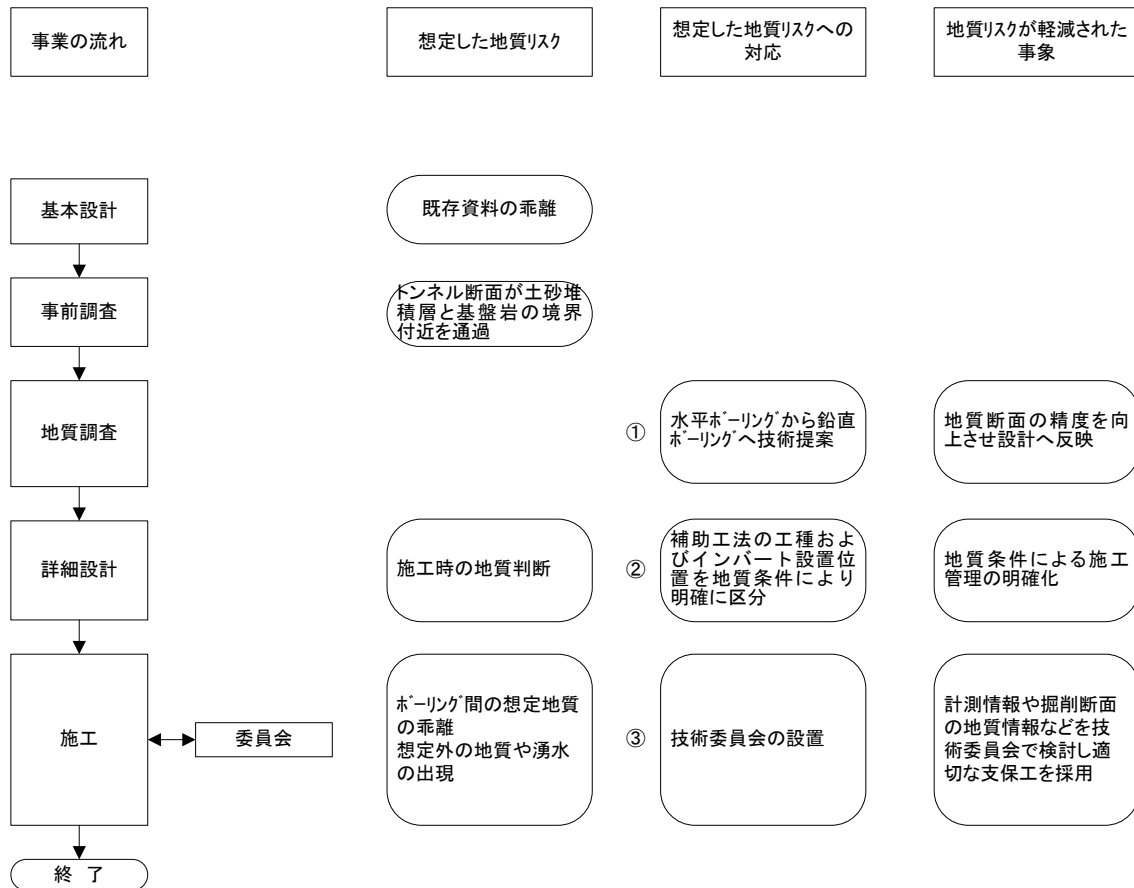 事業の流れ
想定した地質ﾘｽｸ
想定した地質ﾘｽｸへの
対応
地質ﾘｽｸが軽減された
事象
基本設計
既存資料の乖離
事前調査
トンネル断面が土砂堆
積層と基盤岩の境界
付近を通過
地質調査
①
水平ﾎﾞｰﾘﾝｸﾞから鉛直
ﾎﾞｰﾘﾝｸﾞへ技術提案
地質断面の精度を向
上させ設計へ反映
詳細設計
施工時の地質判断
②
補助工法の工種およ
びインバート設置位
置を地質条件により
明確に区分
地質条件による施工
管理の明確化
施工
委員会
ﾎﾞｰﾘﾝｸﾞ間の想定地質
の乖離
想定外の地質や湧水
の出現
③
技術委員会の設置
計測情報や掘削断面
の地質情報などを技
術委員会で検討し適
切な支保工を採用
終 了